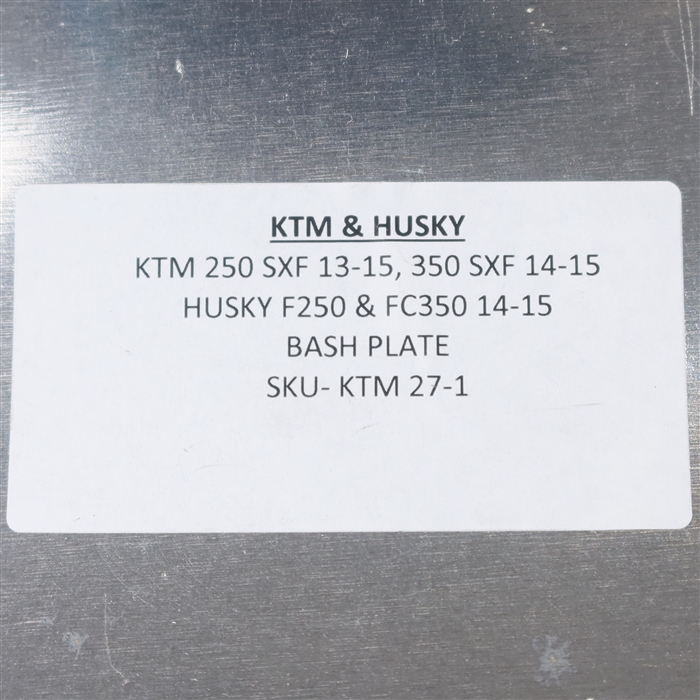 KTM & HUSKY
KTM 250 SXF 13-15, 350 SXF 14-15
HUSKY F250 & FC350 14-15
BASH PLATE
SKU- KTM 27-1